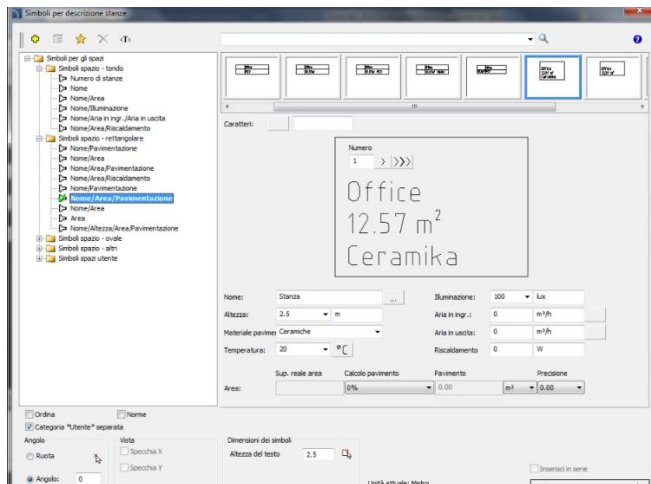 Simboli per descrizione stanze
Simboli per gli spazi
Simboli spazio - tondo
Numero di stanze
Nome
Nome/Area
Nome/Illuminazione
Nome/Aria in ingr./Aria in uscita
Nome/Area/Riscaldamento
Simboli spazio - rettangolare
Nome/Pavimentazione
Nome/Area
Nome/Area/Pavimentazione
Nome/Area/Riscaldamento
Nome/Pavimentazione
Nome/Area/Pavimentazione
Nome/Area
Area
Nome/Altezza/Area/Pavimentazione
Simboli spazio - ovale
Simboli spazio - altri
Simboli spazi utente
Caratteri:
Numero
1
Office
12.57 m²
Ceramika
Nome: Stanza ... Illuminazione: 100 lux
Altezza: 2.5 m Aria in ingr.: 0 m³/h
Materiale pavimen Ceramiche Aria in uscita: 0 m³/h
Temperatura: 20 °C Riscaldamento 0 W
Sup. reale area Calcolo pavimento Pavimento Precisione
Area: 0% 0.00 m² 0.00
Ordina Norme
Categoria "Utente" separata
Angolo Vista Dimensioni dei simboli
Ruota Specchia X Altezza del testo 2.5
Specchia Y Inserisci in serie
Angolo: 0 Unità attuale: Metro